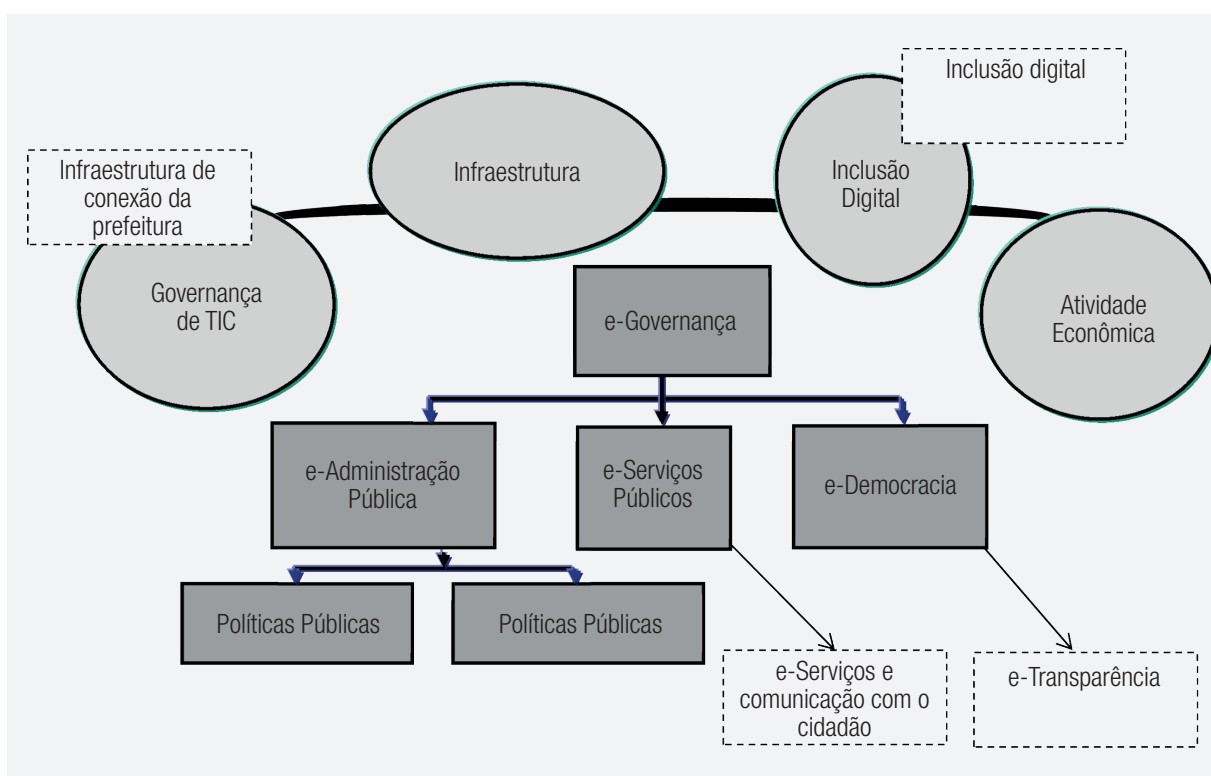 Inclusão digital
Infraestrutura de
conexão da
prefeitura
Infraestrutura
Inclusão
Digital
Governança
de TIC
Atividade
Econômica
e-Governança
e-Administração
Pública
e-Serviços
Públicos
e-Democracia
Políticas Públicas
Políticas Públicas
e-Serviços e
comunicação com o
cidadão
e-Transparência